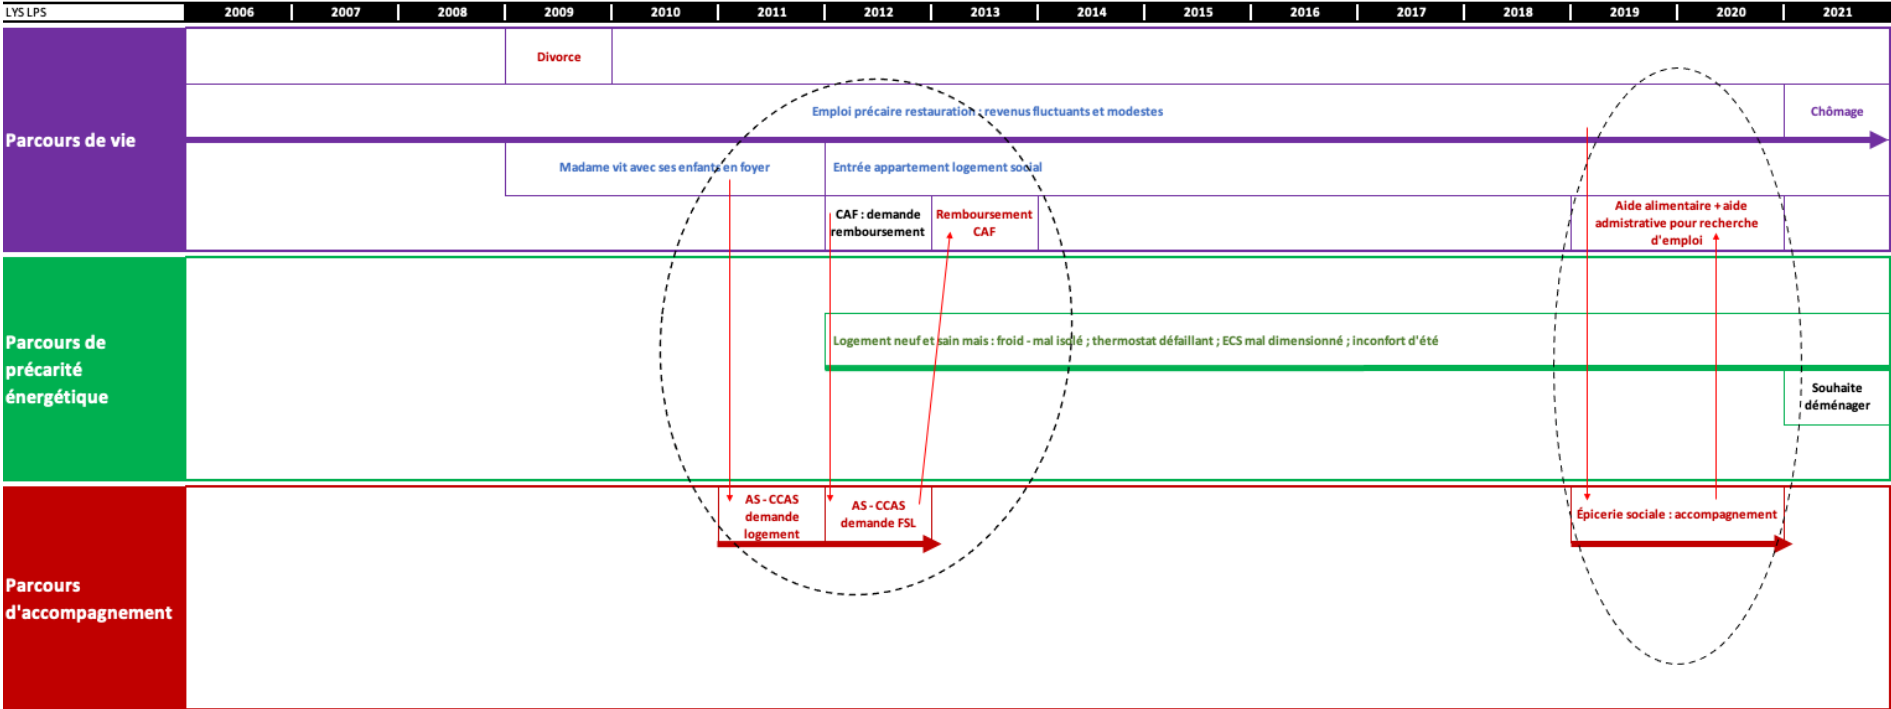 LYS LPS 2006 2007 2008 2009 2010 2011 2012 2013 2014 2015 2016 2017 2018 2019 2020 2021
Divorce
Emploi précaire restauration : revenus fluctuants et modestes
Chômage
Parcours de vie
Madame vit avec ses enfants en foyer
Entrée appartement logement social
CAF : demande
remboursement
Remboursement
CAF
Aide alimentaire + aide
admistrative pour recherche
d'emploi
Parcours de
précarité
énergétique
Logement neuf et sain mais : froid - mal isolé ; thermostat défaillant ; ECS mal dimensionné ; inconfort d'été
Souhaite
déménager
Parcours
d'accompagnement
AS - CCAS
demande
logement
AS - CCAS
demande FSL
Épicerie sociale : accompagnement